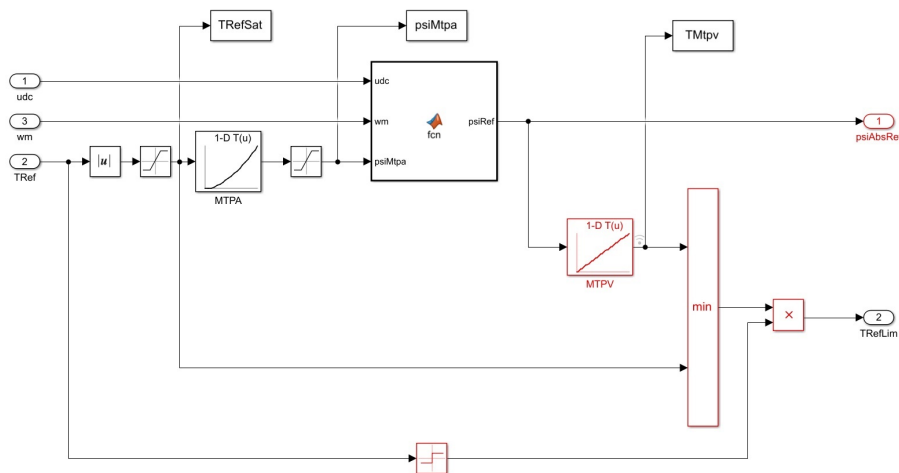 TRefSat
psiMtpa
TMtpv
1
udc
udc
3
wm
wm
fcn
psiRef
1
psiAbsRe
2
TRef
|u|
1-D T(u)
MTPA
psiMtpa
1-D T(u)
MTPV
min
×
2
TRefLim